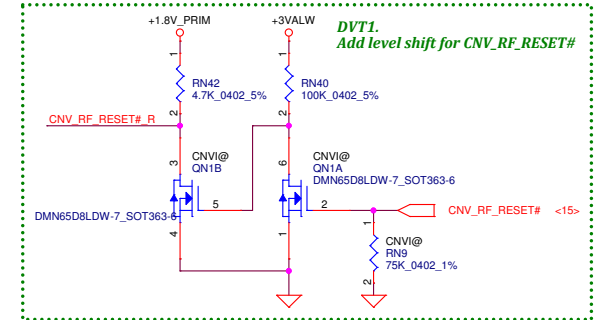 +1.8V_PRIM
+3VALW
DVT1.
Add level shift for CNV_RF_RESET#
1
1
RN42
4.7K_0402_5%
RN40
100K_0402_5%
2
2
CNV_RF_RESET#_R
3
CNVI@
QN1B
6
CNVI@
QN1A
DMN65D8LDW-7_SOT363-6
5
2
CNV_RF_RESET#
<15>
DMN65D8LDW-7_SOT363-6
4
1
1
CNVI@
RN9
75K_0402_1%
2